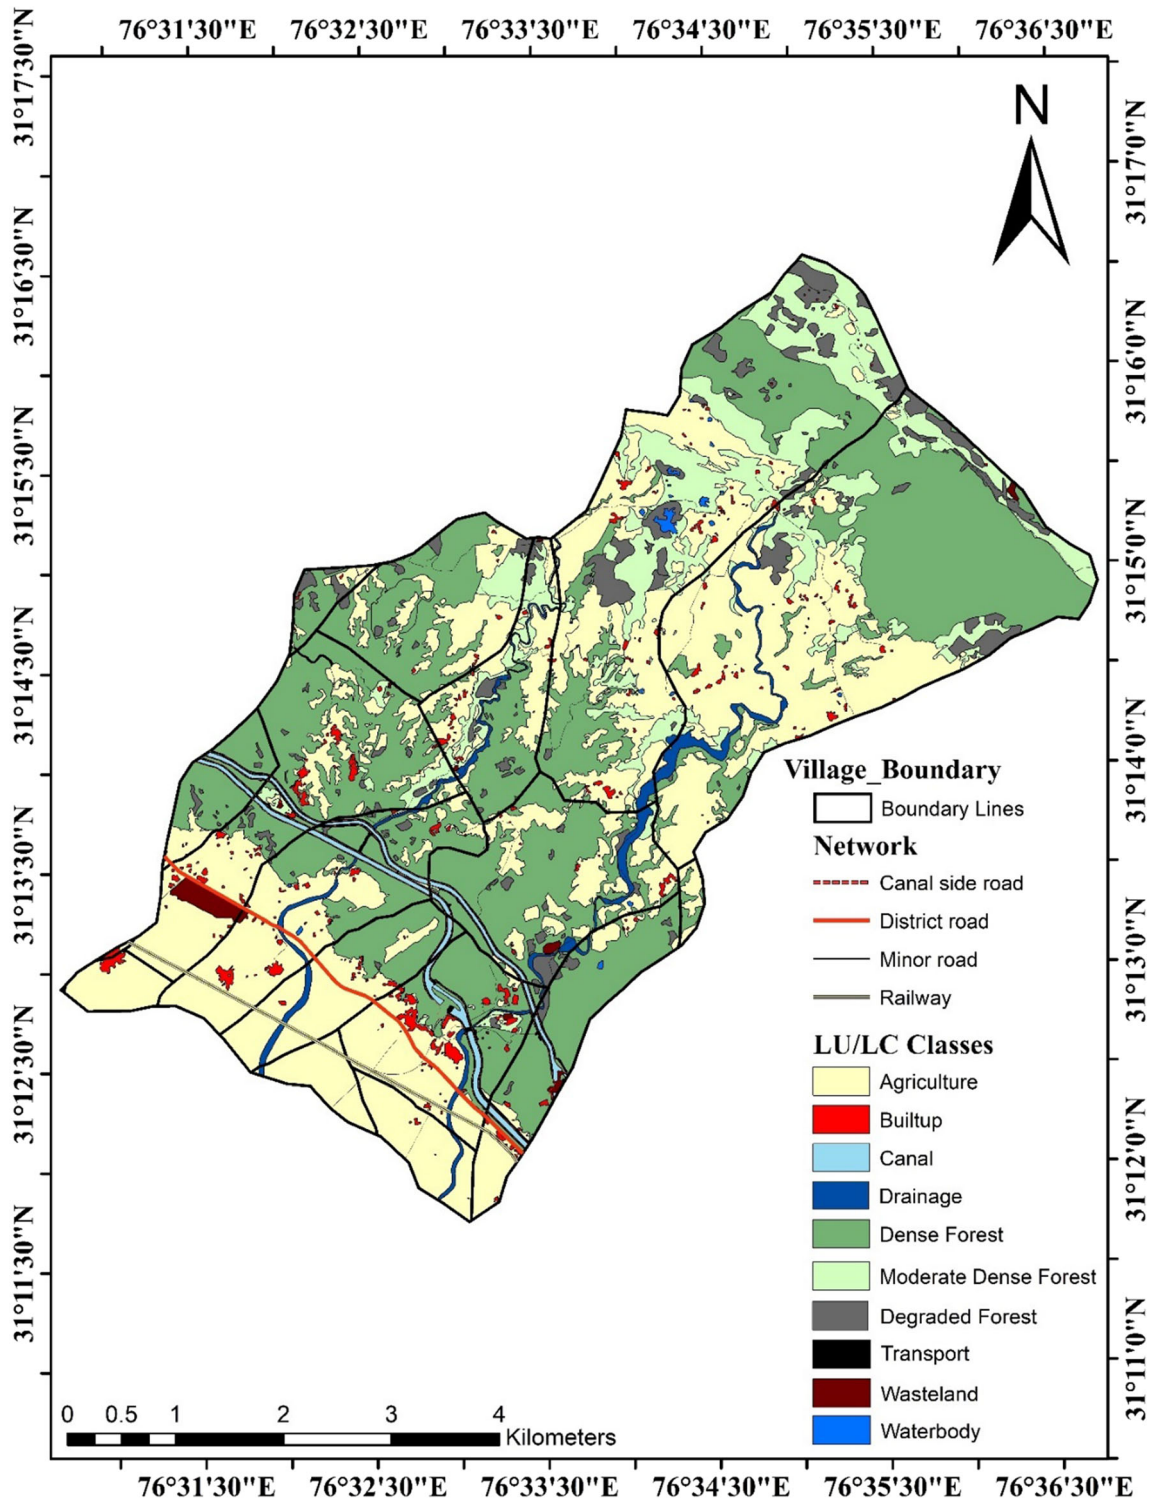 76°31'30"E 76°32'30"E 76°33'30"E 76°34'30"E 76°35'30"E 76°36'30"E
31°17'30"N
31°16'30"N
31°15'30"N
31°14'30"N
31°13'30"N
31°12'30"N
31°11'30"N
N
31°17'0"N
31°16'0"N
31°15'0"N
31°14'0"N
31°13'0"N
31°12'0"N
31°11'0"N
Village_Boundary
Boundary Lines
Network
Canal side road
District road
Minor road
Railway
LU/LC Classes
Agriculture
Builtup
Canal
Drainage
Dense Forest
Moderate Dense Forest
Degraded Forest
Transport
Wasteland
Waterbody
0 0.5 1 2 3 4
Kilometers
76°31'30"E 76°32'30"E 76°33'30"E 76°34'30"E 76°35'30"E 76°36'30"E